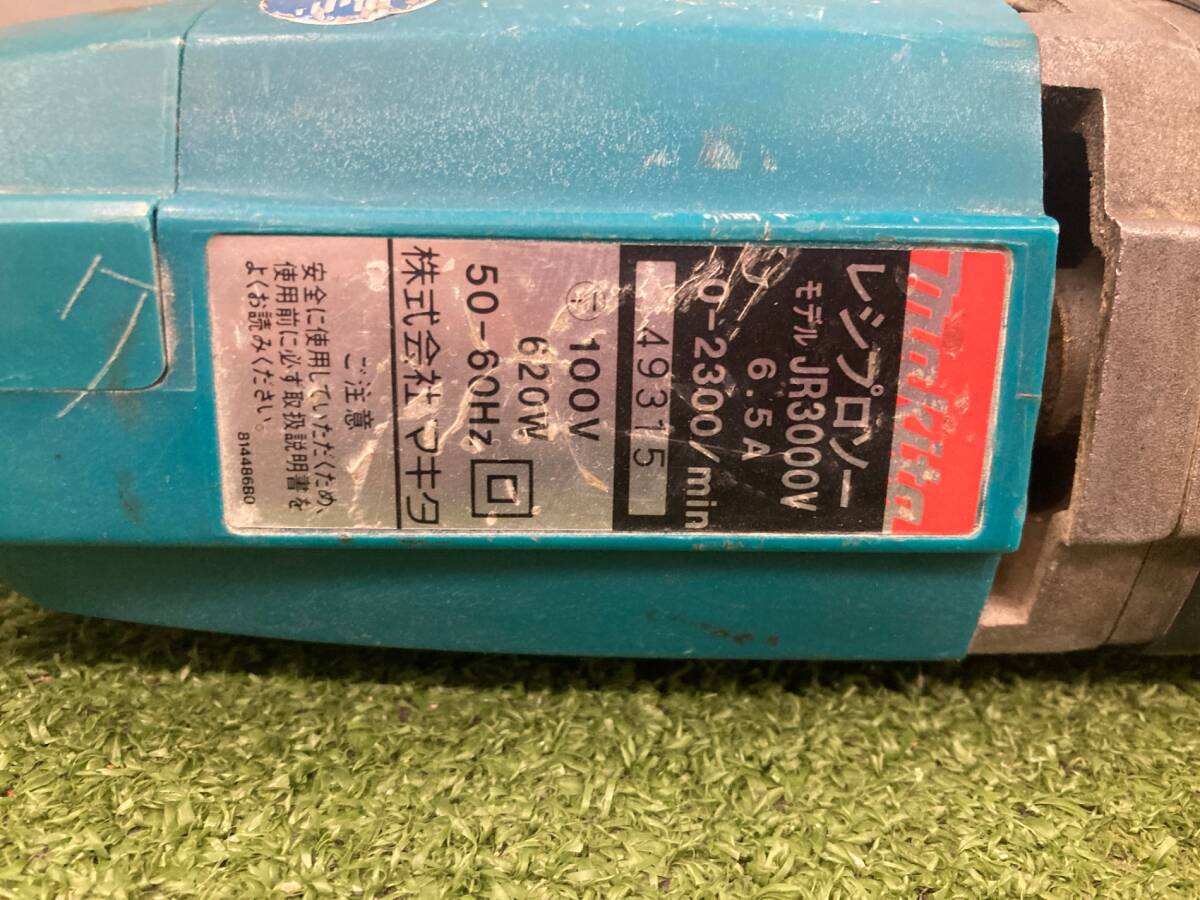 makita
レシプロソー
モデル JR3000V
6.5A
0-2300/min
49315
〒 100V
620W
50-60Hz
株式会社マキタ
ご注意
安全に使用していただくため、
使用前に必ず取扱説明書を
よくお読みください。
814486B0